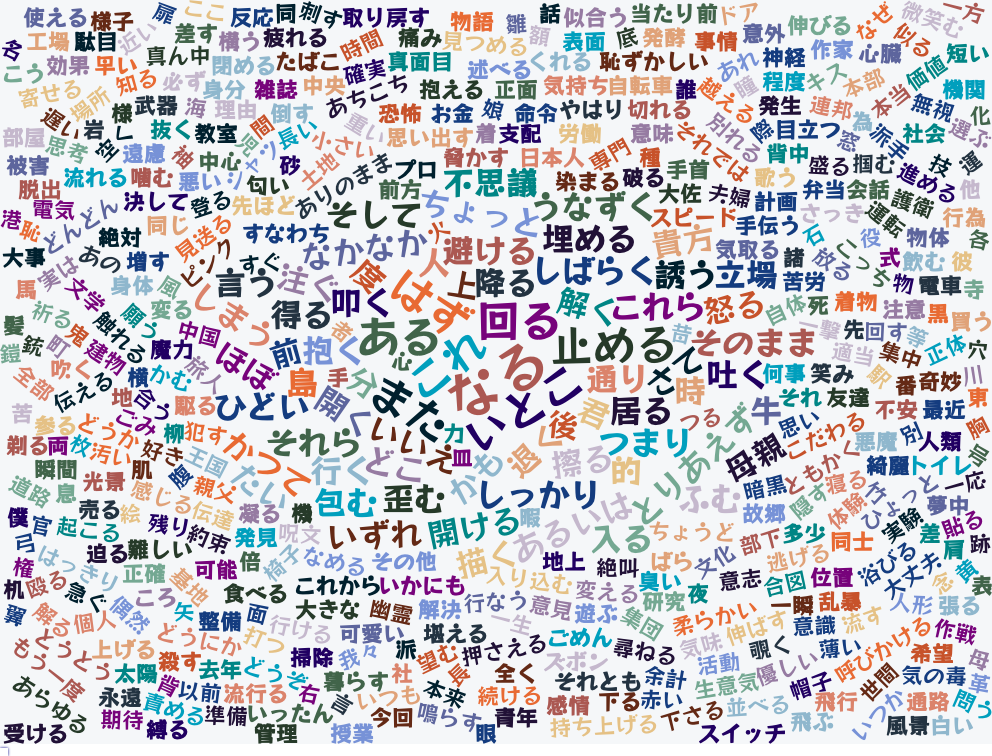 使える 様子 扉 ここ 反応 同 刺す 取り戻す 物語 雛 話 似合う 当たり前 ドア なぜ 微笑む 一方
名 工場 駄目 近い 差す 横う 疲れる 時間 痛み 見つめる 額 表面 底 発酵 事情 意外 伸びる 似る
こう 効果 早い 真ん中 閉める たばこ 確実 真面目 述べる くれる 恥ずかしい あれ 神経 作家 心臓 価値 短い
寄せる 場所 知る 必ず 身分 雑誌 中央 あちこち 抱える 正面 気持ち 自転車 誰 瞳 程度 キス 本部 本当 無視 機関
遅い 岩 様 武器 海 理由 倒す 恐怖 お金 娘 命令 やはり 切れる 越える 発生 連邦 為 派手 社会 選ぶ 化
部屋 思考 空 抜く 教室 児 間 長い 重い 思い出す 着 支配 労働 意味 それでは 別れる 際 目立つ 窓 技 運
被害 遠慮 袖 中心 砂 土地 小さい ありのまま プロ 脅かす 日本人 専門 種 手首 背中 盛る 掴む 進める 他
脱出 流れる 噛む 悪い 匂い 前方 不思議 染まる 破る 大佐 夫婦 歌う 弁当 会話 護衛
港 恥 電気 どんどん 決して 登る 先ほど そして ちょっと うなずく スピード 計画 手伝う さっき 運転 行為 各
大事 絶対 同じ 見送る すなわち なかなか 火 人 避ける 埋める 貴方 気取る 石 諸 役 物体 こっち 式 飲む 彼
実は あの 増す ピンク すぐ 言う 注ぐ 度 はず 上 降る しばらく 誘う 立場 苦労 放る 物 電車 寺
馬 文学 身体 風 しまう 得る 叩く 回る 解く これら 怒る 自体 死 着物 注意 黒 買う
髪 祈る 鬼 触れる 願う 変る 中国 者 ある これ 止める 昔 そのまま 一撃 先 回す 等
鎧 銃 町 建物 魔力 旅人 ほぼ 前 抱く 心 なる 通り さて 吐く 何事 笑み 適当 集中 正体 穴
全部 吹く 伝える 横 かむ 島 手 分 また いとこ 時 それ 友達 駅 番 奇妙 川
苦 参る ごみ 地 合う 駆る ひどい 開く いいえ 力 君 居る つる 牛 思い こだわる 不安 最近 東
剃る 両 枚 どうか 汚い 好き 柳 犯す かつて それら 皿 後 つまり とりあえず 母親 悪魔 別 人類 胸
瞬間 光景 肌 腹 王国 行く どこ かも 退く 擦る 的 暗黒 ともかく 寝る 綺麗 トイレ 息
道路 息 売る 感じる 親父 伝達 凝る 機 包む 歪む しっかり ふむ 故郷 隠す 体験 ひょっと 夢中 一応
僕 官 起こる 絵 残り 約束 発見 呪文 いずれ 開ける 暇 あるいは 入る ちょうど 部下 多少 同士 実験 差 貼る
弓 はっきり 迫る 難しい 倍 椅子 なめる その他 描く 地上 絶叫 ばら 文化 逃げる 浴びる 肩 跡
権 正確 基地 可能 食べる これから いかにも 入り込む 変える 臭い 夜 意志 合図 位置 大丈夫 念 黄 表
机 殴る 急ぐ 偶然 ころ 矢 整備 面 大きな 幽霊 解決 行なう 意見 遊ぶ 研究 柔らかい 一瞬 乱暴 人形 張る
翼 解る 個人 どうにか 打つ 行ける 可愛い 堪える 一生 ごめん 集団 気味 伸ばす 意識 流す 作戦
とうとう 上げる 殺す 去年 どうぞ 掃除 我々 派 望む 押さえる ズボン 尋ねる 活動 覗く 薄い 呼びかける 希望 母
もう一度 太陽 背 以前 流行る 右 暮らす 社 長 全く それとも 余計 生意気 優しい 帽子 世間 気の毒 革
あらゆる 永遠 責める 準備 いったん 言 いつも 本来 続ける 感情 下る 赤い 並べる 飛行 いつか 通路 問う
受ける 期待 縛る 管理 授業 今回 鳴らす 眼 青年 持ち上げる 下さる スイッチ 飛ぶ 風景 白い